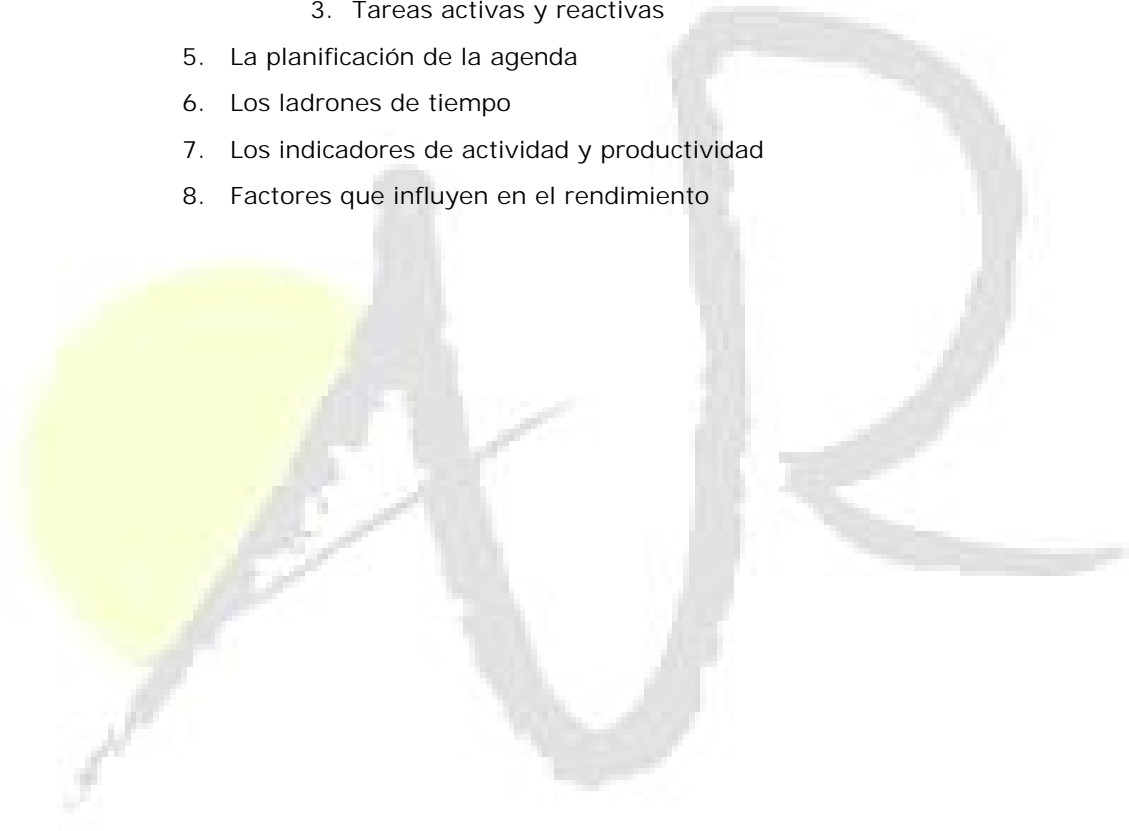 3. Tareas activas y reactivas
5. La planificación de la agenda
6. Los ladrones de tiempo
7. Los indicadores de actividad y productividad
8. Factores que influyen en el rendimiento